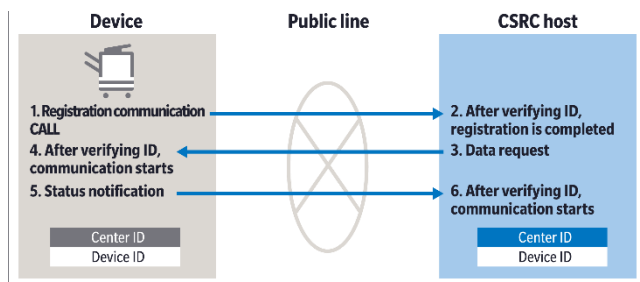 Device
Public line
CSRC host
1. Registration communication
CALL
2. After verifying ID,
registration is completed
4. After verifying ID,
communication starts
3. Data request
5. Status notification
6. After verifying ID,
communication starts
Center ID
Device ID
Center ID
Device ID